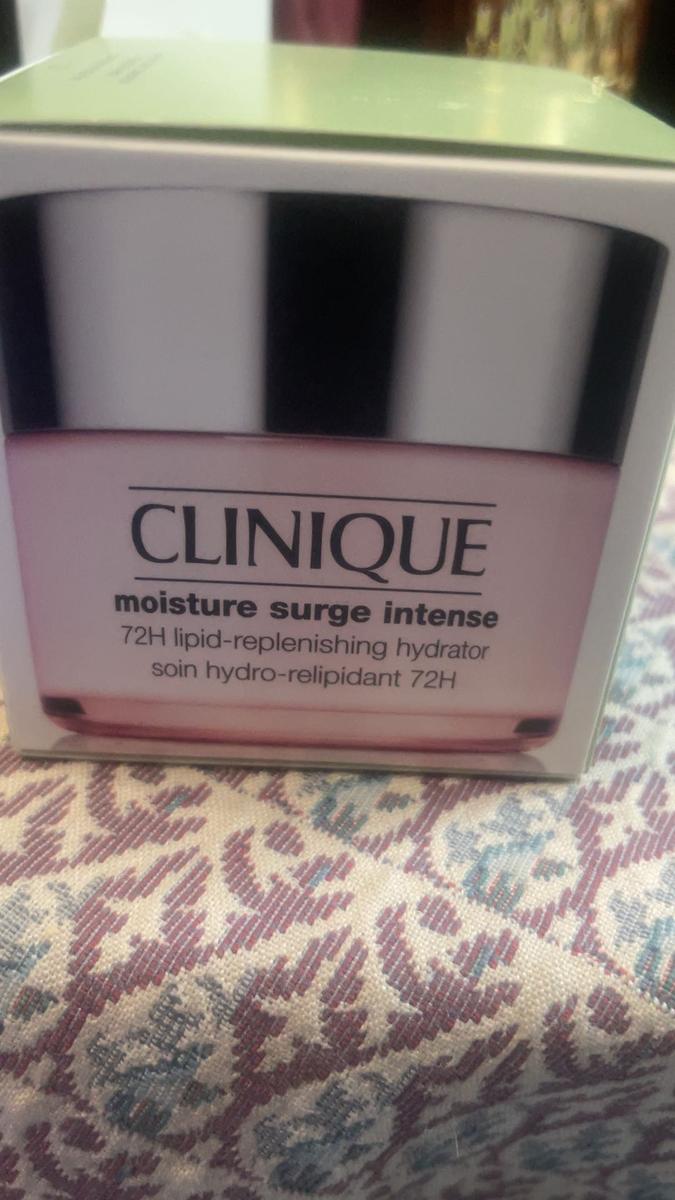 CLINIQUE
moisture surge intense
72H lipid-replenishing hydrator
soin hydro-relipidant 72H